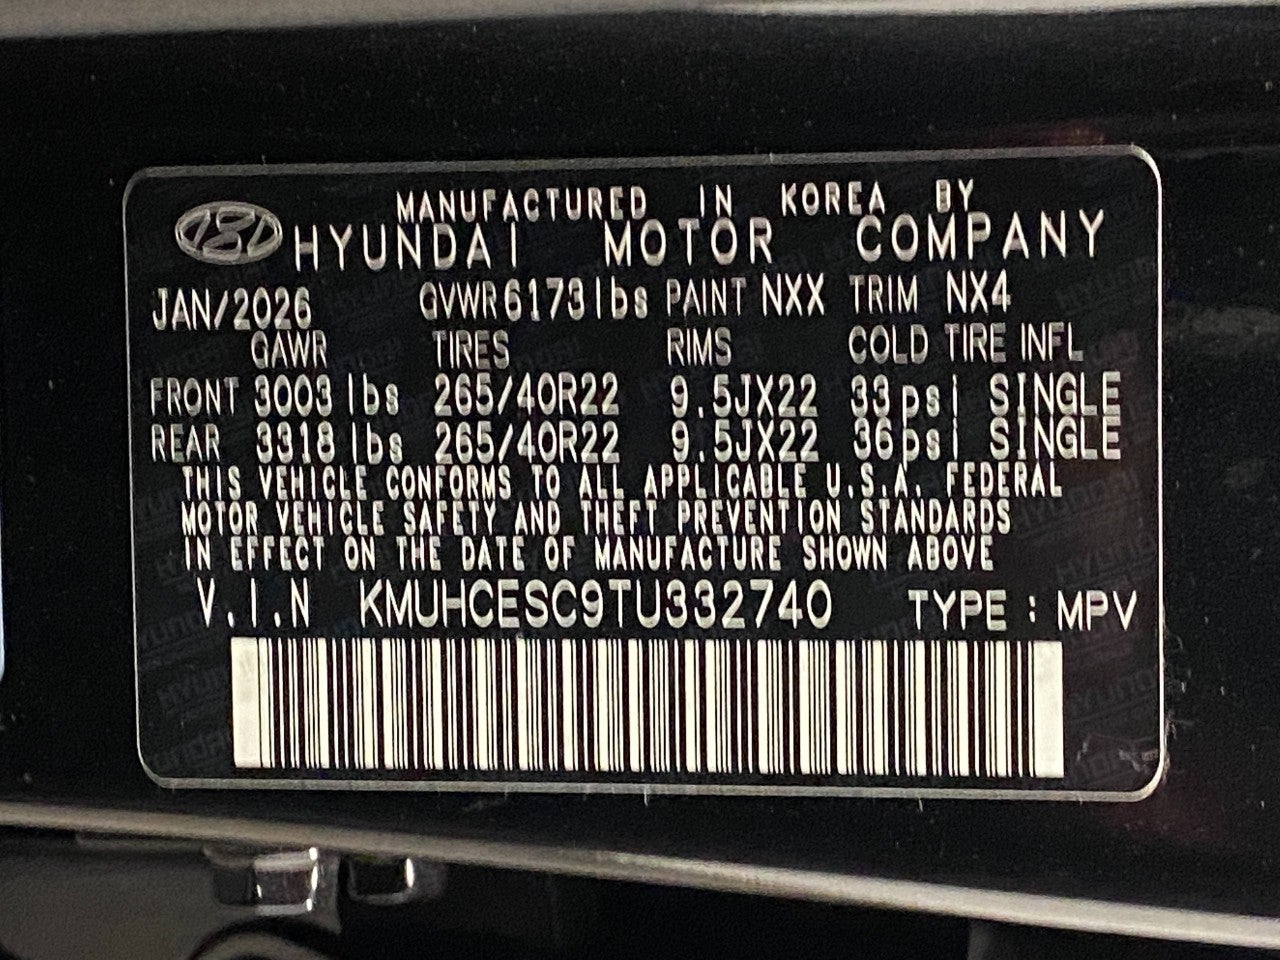 MANUFACTURED IN KOREA BY
HYUNDAI MOTOR COMPANY
JAN/2026 GVWR 6173lbs PAINT NXX TRIM NX4
GAWR TIRES RIMS COLD TIRE INFL
FRONT 3003 lbs 265/40R22 9.5JX22 33psi SINGLE
REAR 3318 lbs 265/40R22 9.5JX22 36psi SINGLE
THIS VEHICLE CONFORMS TO ALL APPLICABLE U.S.A. FEDERAL
MOTOR VEHICLE SAFETY AND THEFT PREVENTION STANDARDS
IN EFFECT ON THE DATE OF MANUFACTURE SHOWN ABOVE
V.I.N KMUHCESC9TU332740 TYPE : MPV